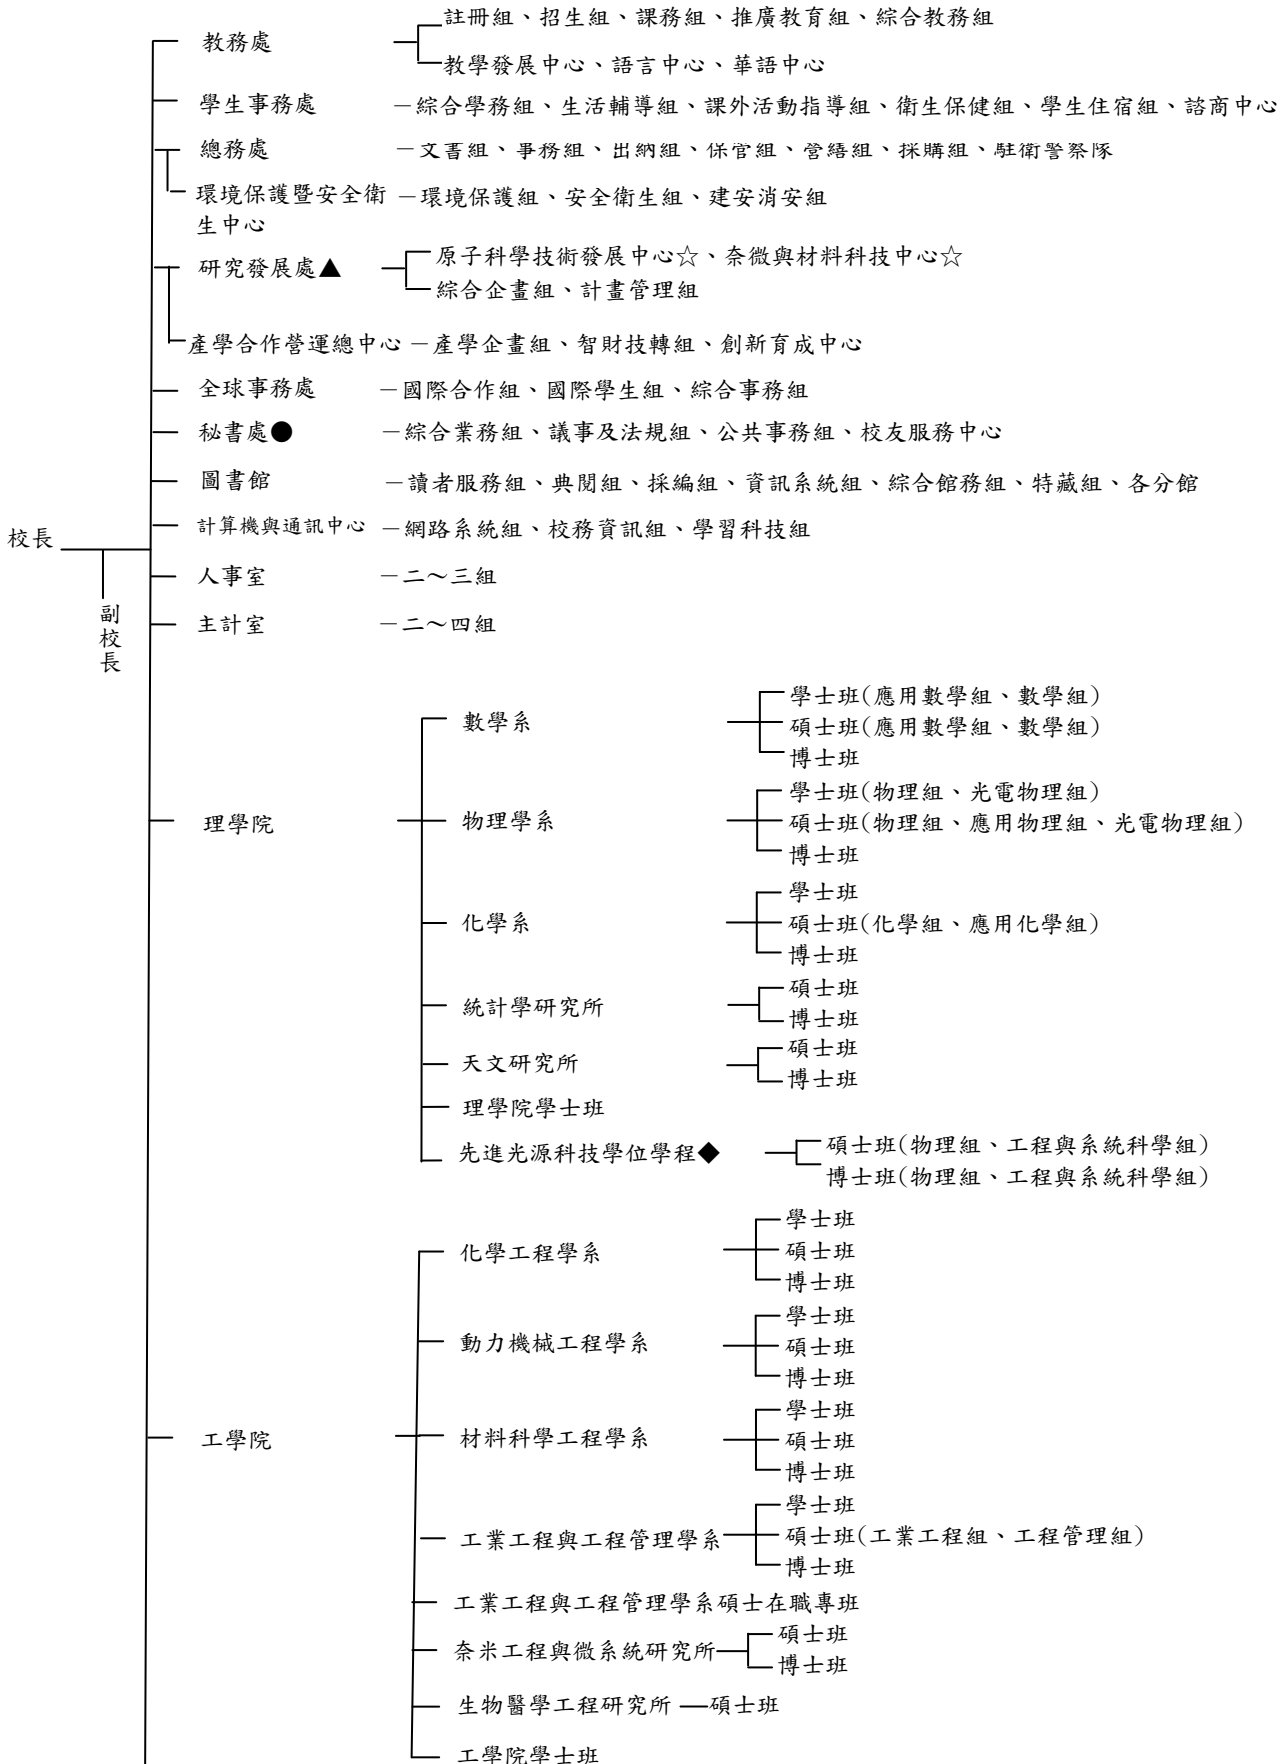 註冊組、招生組、課務組、推廣教育組、綜合教務組
教務處
教學發展中心、語言中心、華語中心
學生事務處 －綜合學務組、生活輔導組、課外活動指導組、衛生保健組、學生住宿組、諮商中心
總務處 －文書組、事務組、出納組、保管組、營繕組、採購組、駐衛警察隊
環境保護暨安全衛 －環境保護組、安全衛生組、建安消安組
生中心
原子科學技術發展中心☆、奈微與材料科技中心☆
研究發展處▲
綜合企畫組、計畫管理組
產學合作營運總中心 －產學企畫組、智財技轉組、創新育成中心
全球事務處 －國際合作組、國際學生組、綜合事務組
秘書處● －綜合業務組、議事及法規組、公共事務組、校友服務中心
圖書館 －讀者服務組、典閱組、採編組、資訊系統組、綜合館務組、特藏組、各分館
計算機與通訊中心 －網路系統組、校務資訊組、學習科技組
校長
人事室 －二～三組
副校長
主計室 －二～四組
學士班(應用數學組、數學組)
數學系
碩士班(應用數學組、數學組)
博士班
學士班(物理組、光電物理組)
理學院
物理學系
碩士班(物理組、應用物理組、光電物理組)
博士班
學士班
化學系
碩士班(化學組、應用化學組)
博士班
碩士班
統計學研究所
博士班
碩士班
天文研究所
博士班
理學院學士班
碩士班(物理組、工程與系統科學組)
先進光源科技學位學程◆
博士班(物理組、工程與系統科學組)
學士班
化學工程學系
碩士班
博士班
學士班
動力機械工程學系
碩士班
博士班
學士班
工學院
材料科學工程學系
碩士班
博士班
學士班
工業工程與工程管理學系
碩士班(工業工程組、工程管理組)
博士班
工業工程與工程管理學系碩士在職專班
碩士班
奈米工程與微系統研究所
博士班
生物醫學工程研究所 碩士班
工學院學士班